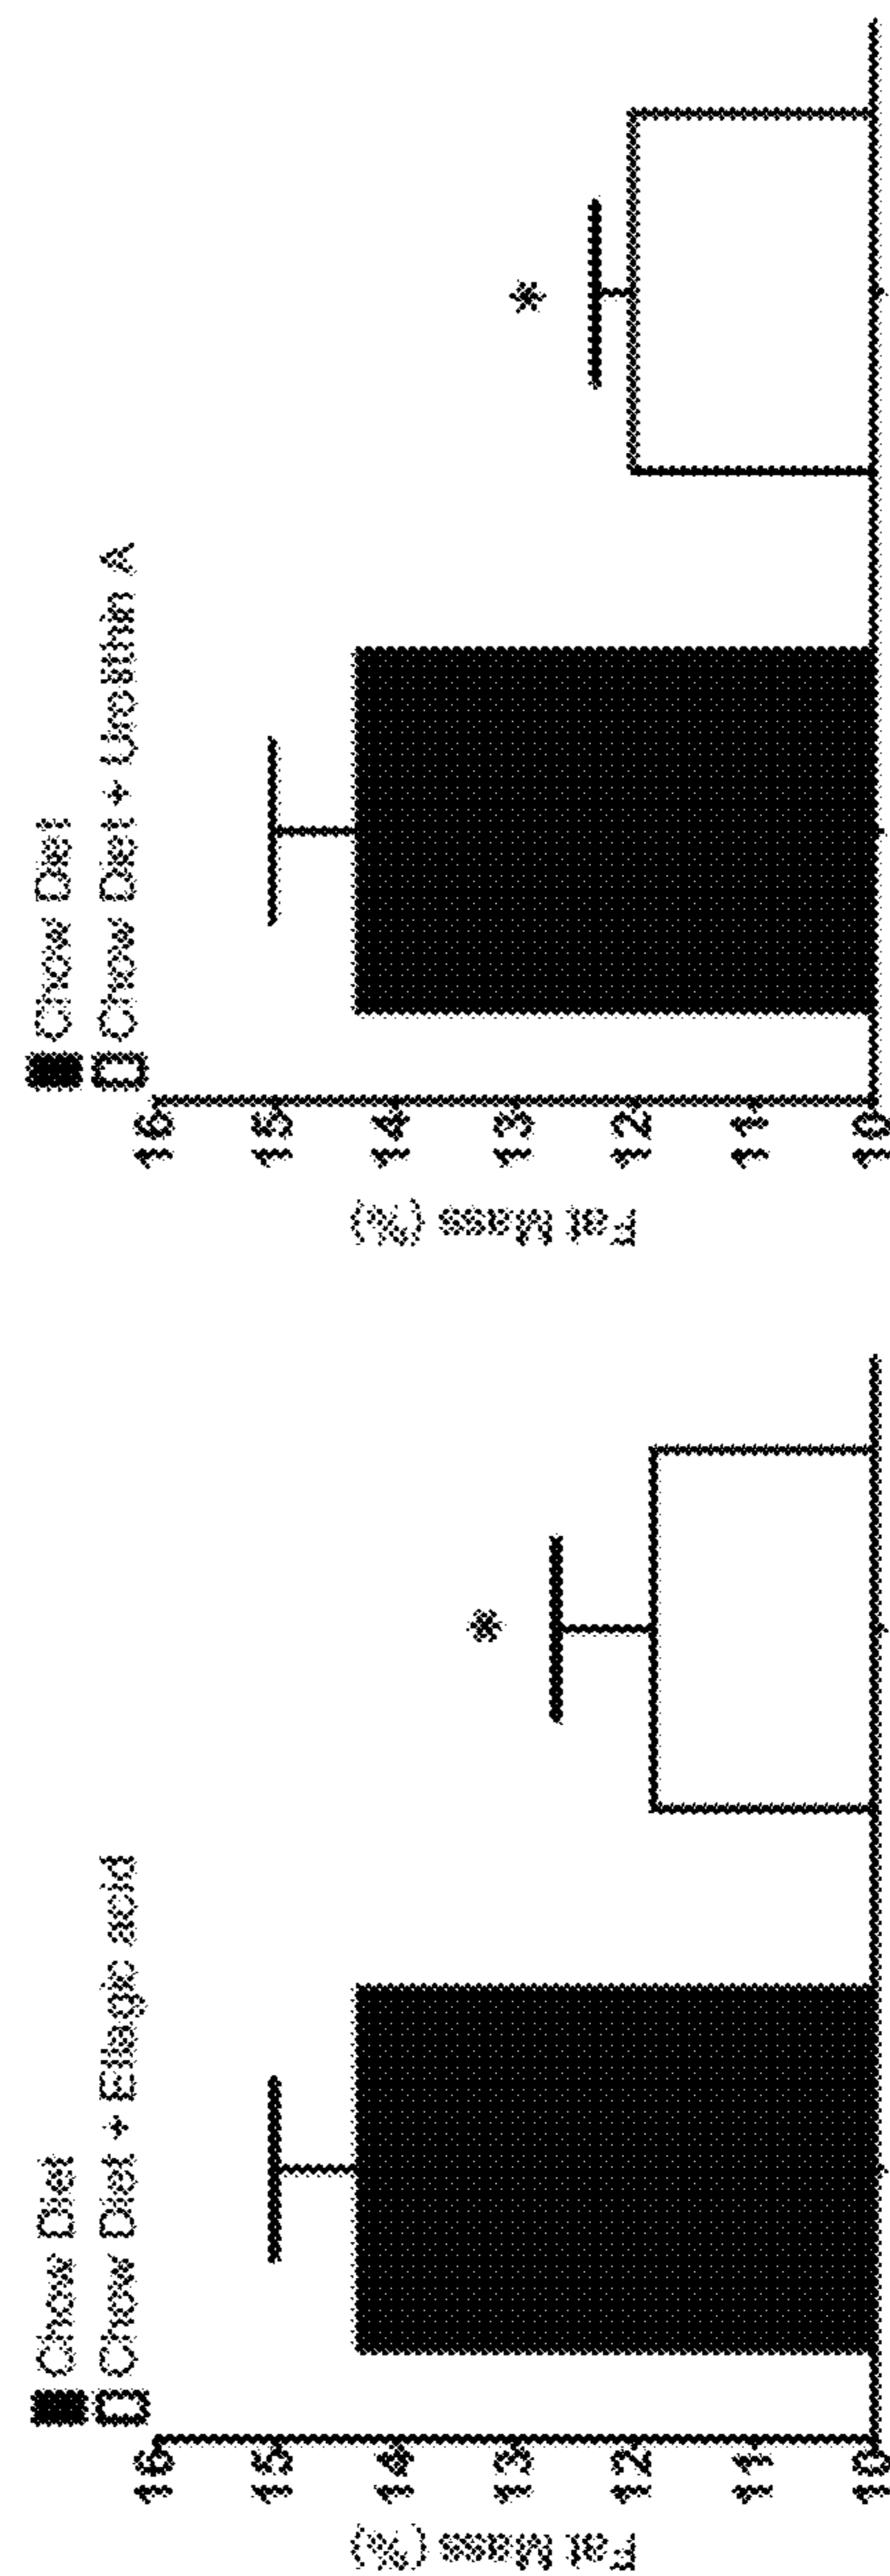 Chow Diet
Chow Diet + Ellagic acid
Fat Mass (%)
16
15
14
13
12
11
10
*
Chow Diet
Chow Diet + Urolithin A
Fat Mass (%)
16
15
14
13
12
11
10
*